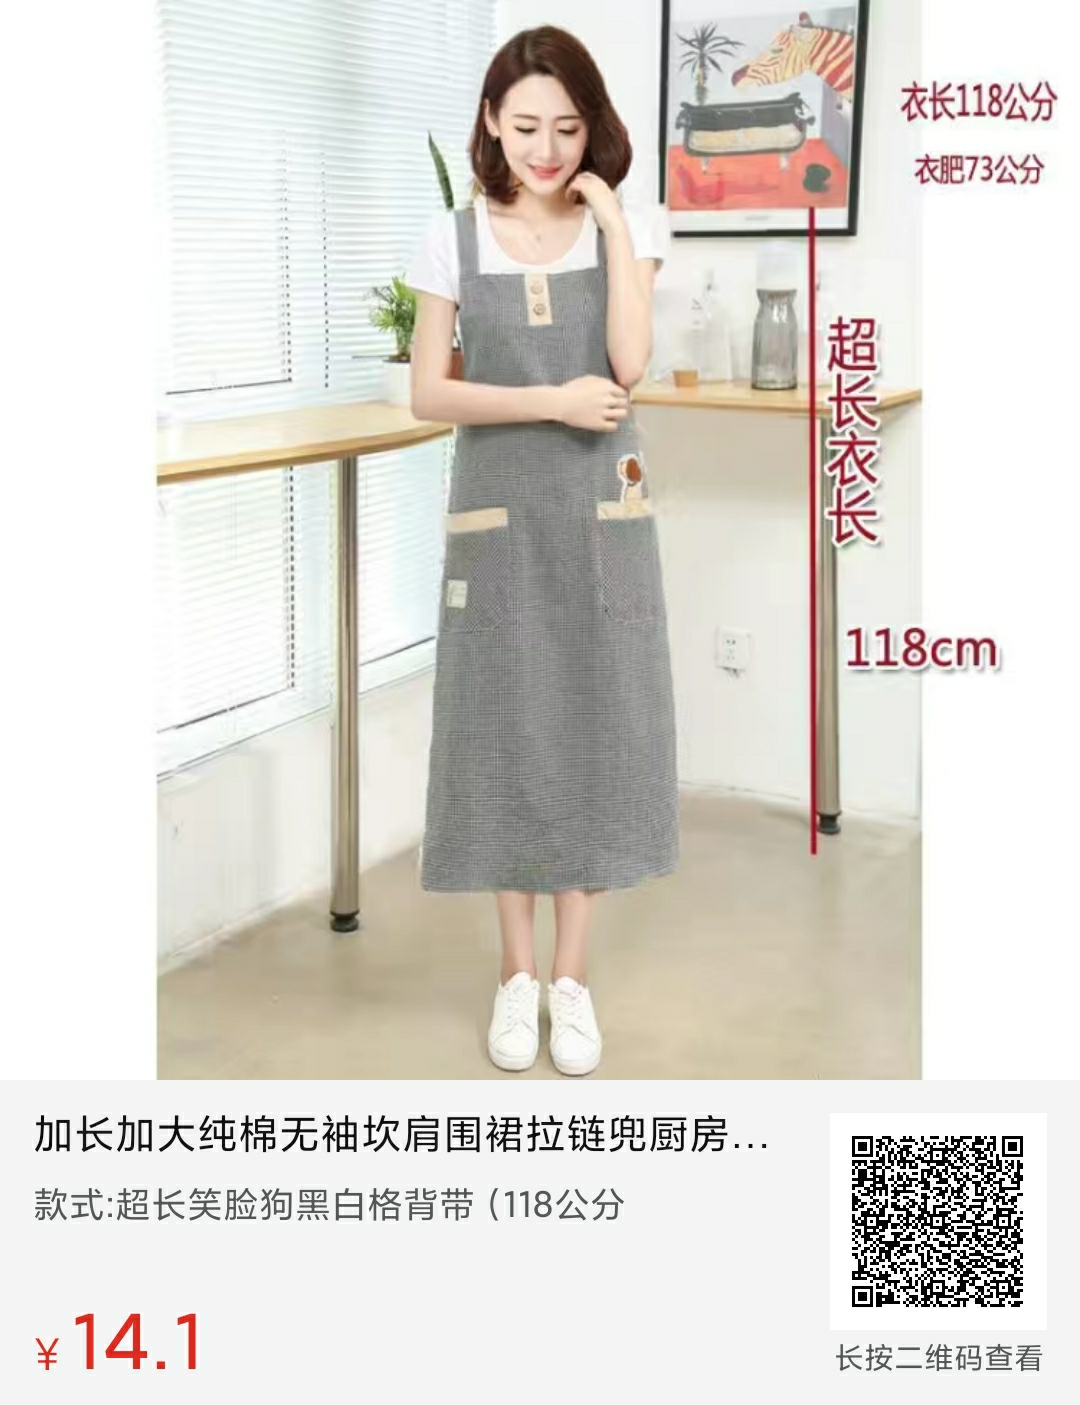 衣长118公分
衣肥73公分
超长衣长
118cm
加长加大纯棉无袖坎肩围裙拉链兜厨房...
款式:超长笑脸狗黑白格背带 (118公分
¥14.1
长按二维码查看